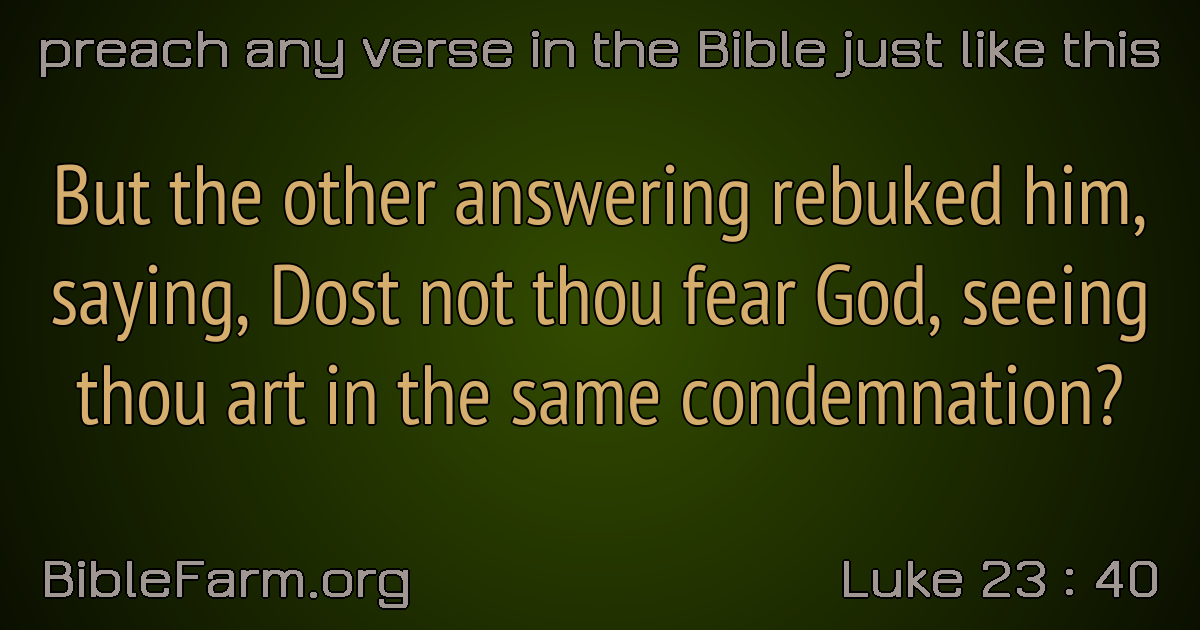 preach any verse in the Bible just like this
But the other answering rebuked him,
saying, Dost not thou fear God, seeing
thou art in the same condemnation?
BibleFarm.org
Luke 23 : 40